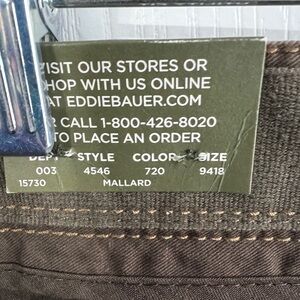 VISIT OUR STORES OR
SHOP WITH US ONLINE
AT EDDIEBAUER.COM
CALL 1-800-426-8020
TO PLACE AN ORDER
DEPT STYLE COLOR SIZE
003 4546 720 9418
15730 MALLARD